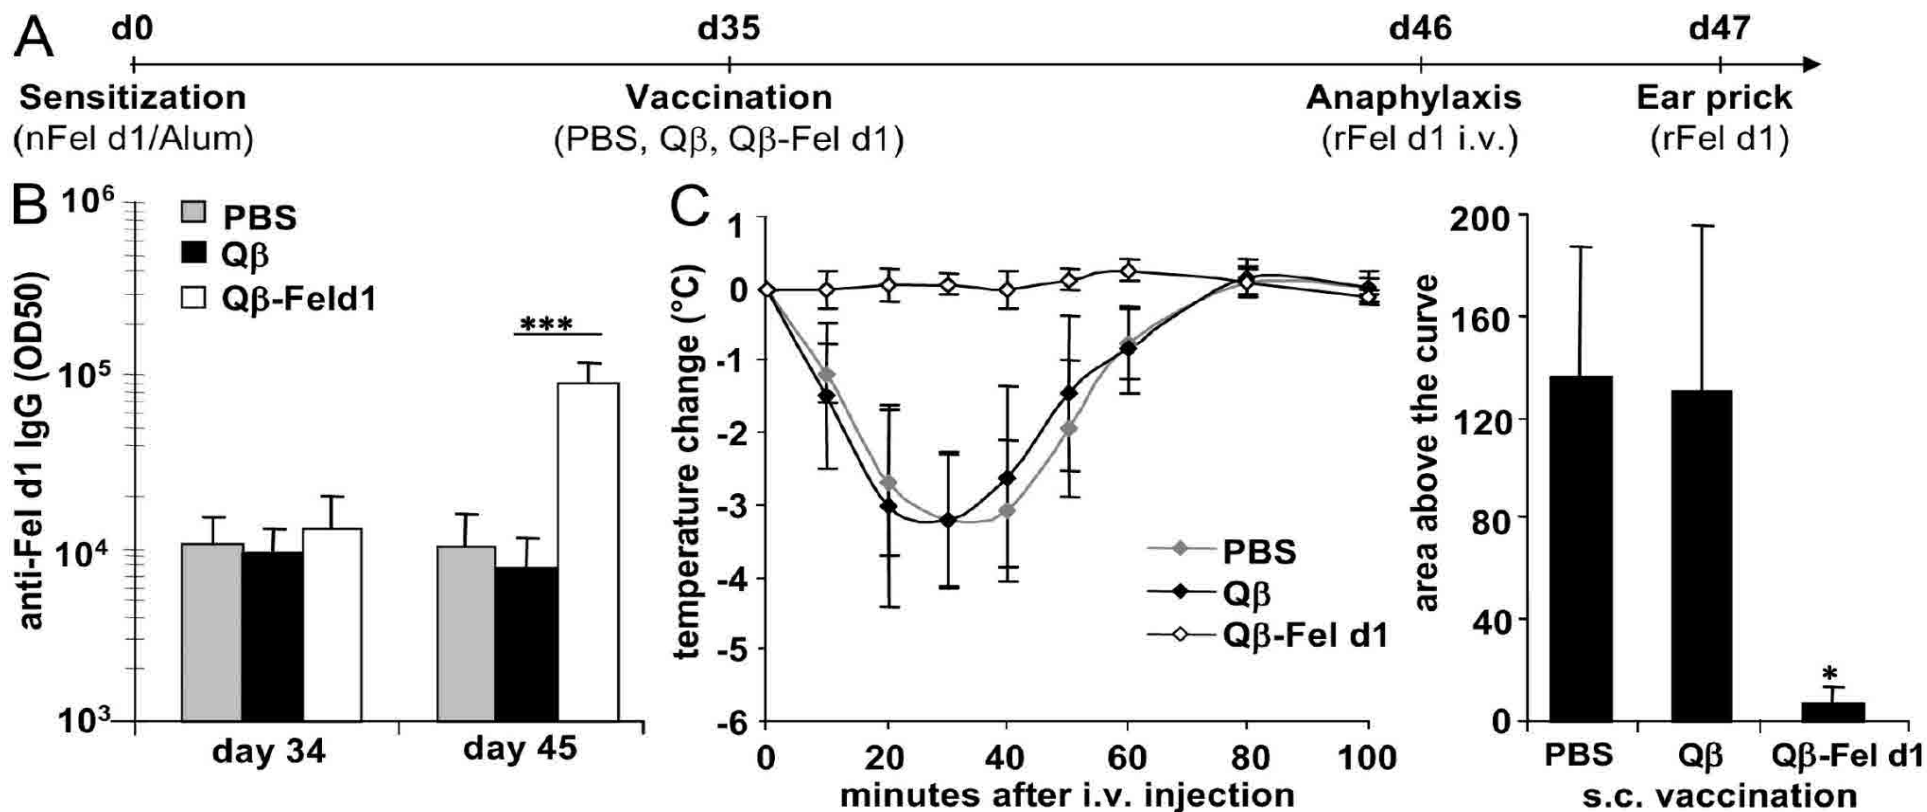 A
d0 d35 d46 d47
Sensitization Vaccination Anaphylaxis Ear prick
(nFel d1/Alum) (PBS, Qβ, Qβ-Fel d1) (rFel d1 i.v.) (rFel d1)
B
anti-Fel d1 IgG (OD50)
10⁶
10⁵
10⁴
10³
PBS
Qβ
Qβ-Feld1
***
day 34 day 45
C
temperature change (°C)
1
0
-1
-2
-3
-4
-5
-6
PBS
Qβ
Qβ-Fel d1
0 20 40 60 80 100
minutes after i.v. injection
area above the curve
200
160
120
80
40
0
*
PBS Qβ Qβ-Fel d1
s.c. vaccination